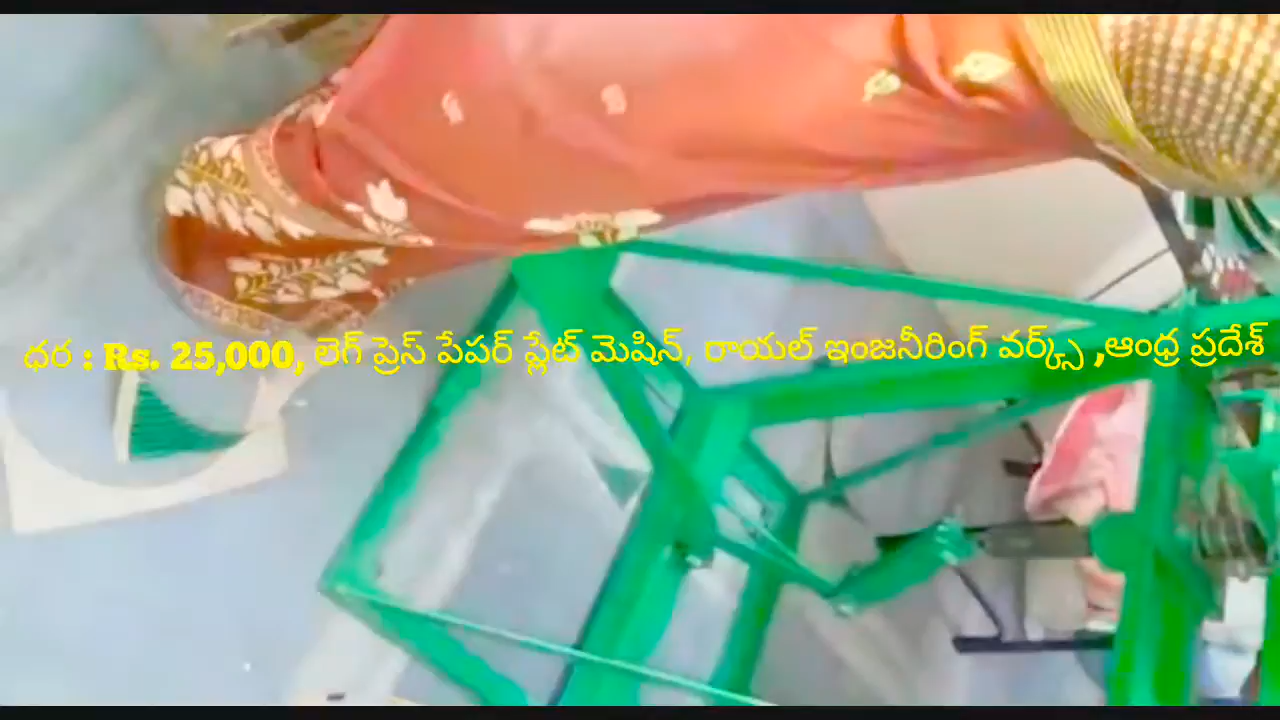 ధర : Rs. 25,000, లెగ్ ప్రెస్ పేపర్ ప్లేట్ మెషిన్, రాయల్ ఇంజనీరింగ్ వర్క్స్ ,ఆంధ్ర ప్రదేశ్